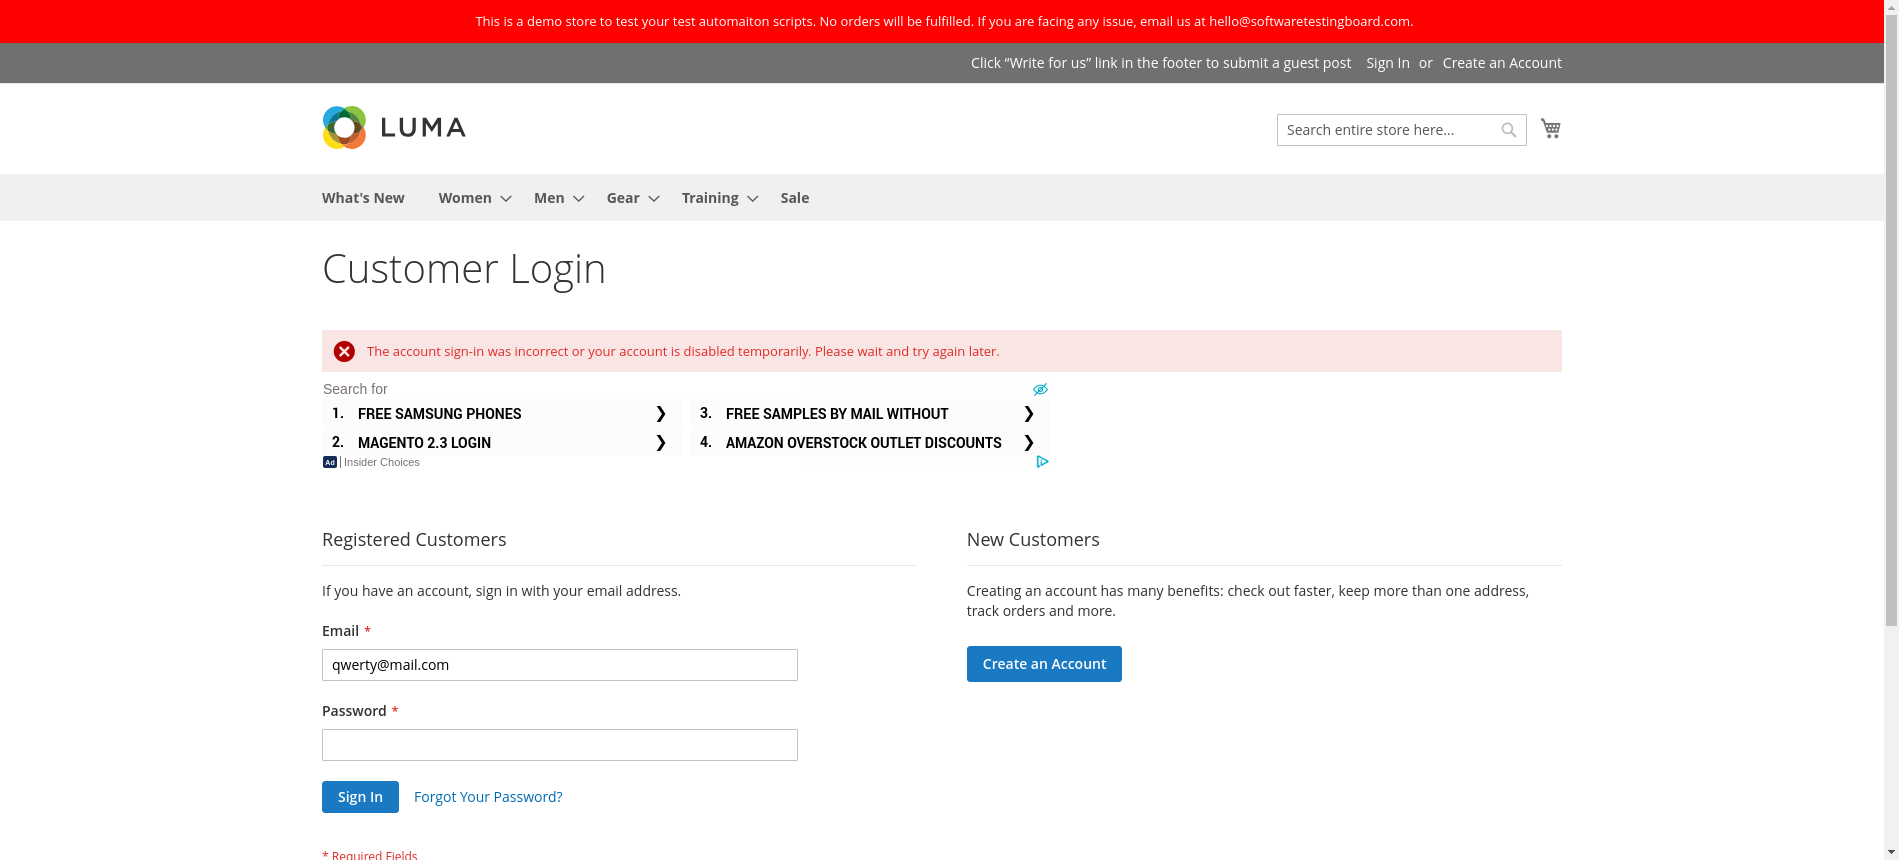 This is a demo store to test your test automaiton scripts. No orders will be fulfilled. If you are facing any issue, email us at hello@softwaretestingboard.com.
Click “Write for us” link in the footer to submit a guest post Sign In or Create an Account
LUMA
Search entire store here...
What's New Women Men Gear Training Sale
Customer Login
The account sign-in was incorrect or your account is disabled temporarily. Please wait and try again later.
Search for
1. FREE SAMSUNG PHONES
2. MAGENTO 2.3 LOGIN
3. FREE SAMPLES BY MAIL WITHOUT
4. AMAZON OVERSTOCK OUTLET DISCOUNTS
Ad | Insider Choices
Registered Customers
If you have an account, sign in with your email address.
Email *
qwerty@mail.com
Password *
Sign In Forgot Your Password?
* Required Fields
New Customers
Creating an account has many benefits: check out faster, keep more than one address,
track orders and more.
Create an Account